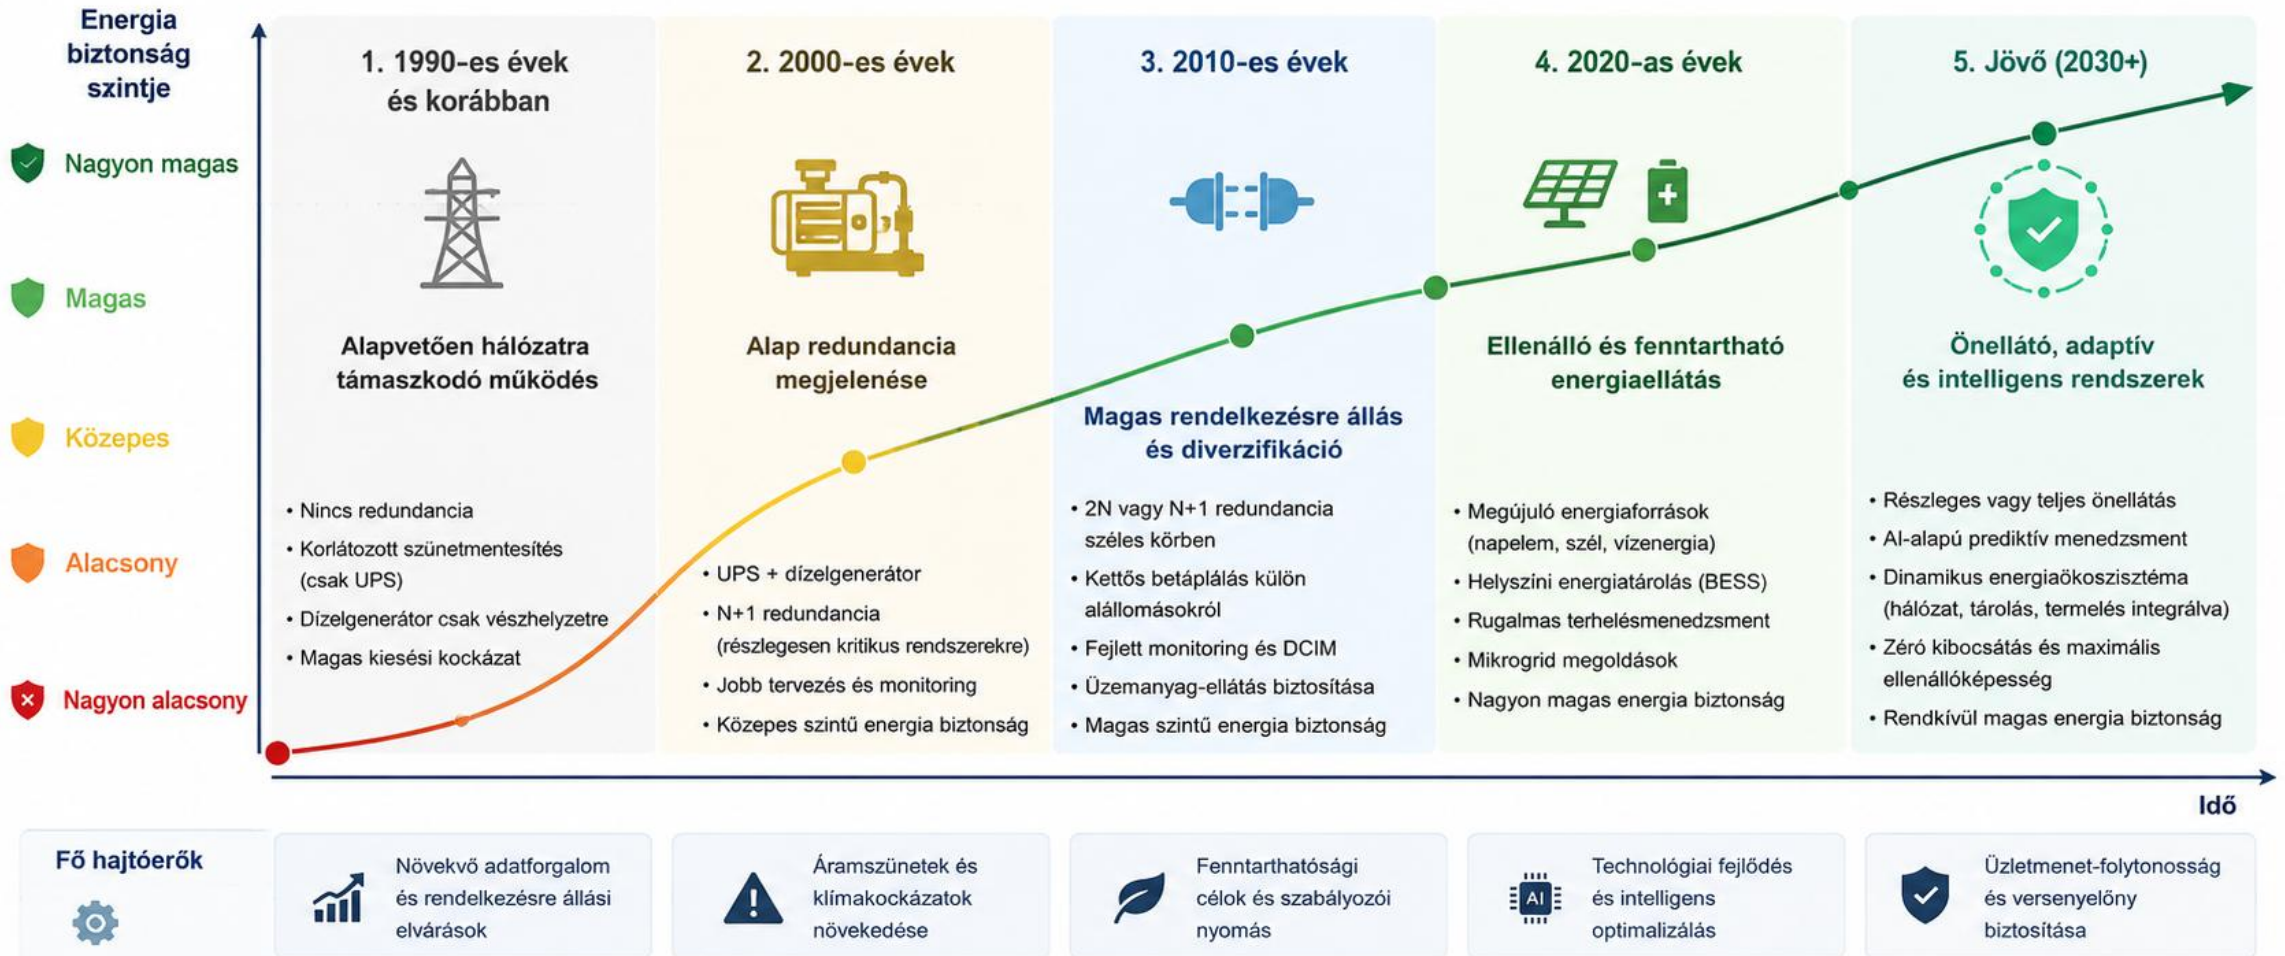 Energia
biztonság
szintje
Nagyon magas
Magas
Közepes
Alacsony
Nagyon alacsony
1. 1990-es évek
és korábban
Alapvetően hálózatra
támaszkodó működés
• Nincs redundancia
• Korlátozott szünetmentesítés
(csak UPS)
• Dízelgenerátor csak vészhelyzetre
• Magas kiesési kockázat
2. 2000-es évek
Alap redundancia
megjelenése
• UPS + dízelgenerátor
• N+1 redundancia
(részlegesen kritikus rendszerekre)
• Jobb tervezés és monitoring
• Közepes szintű energia biztonság
3. 2010-es évek
Magas rendelkezésre állás
és diverzifikáció
• 2N vagy N+1 redundancia
széles körben
• Kettős betáplálás külön
alállomásokról
• Fejlett monitoring és DCIM
• Üzemanyag-ellátás biztosítása
• Magas szintű energia biztonság
4. 2020-as évek
Ellenálló és fenntartható
energiaellátás
• Megújuló energiaforrások
(napelem, szél, vízenergia)
• Helyszíni energiatárolás (BESS)
• Rugalmas terhelésmenedzsment
• Mikrogrid megoldások
• Nagyon magas energia biztonság
5. Jövő (2030+)
Önellátó, adaptív
és intelligens rendszerek
• Részleges vagy teljes önellátás
• AI-alapú prediktív menedzsment
• Dinamikus energiaökoszisztéma
(hálózat, tárolás, termelés integrálva)
• Zéró kibocsátás és maximális
ellenállóképesség
• Rendkívül magas energia biztonság
Idő
Fő hajtóerők
Növekvő adatforgalom
és rendelkezésre állási
elvárások
Áramszünetek és
klímakockázatok
növekedése
Fenntarthatósági
célok és szabályozói
nyomás
AI
Technológiai fejlődés
és intelligens
optimalizálás
Üzletmenet-folytonosság
és versenyelőny
biztosítása